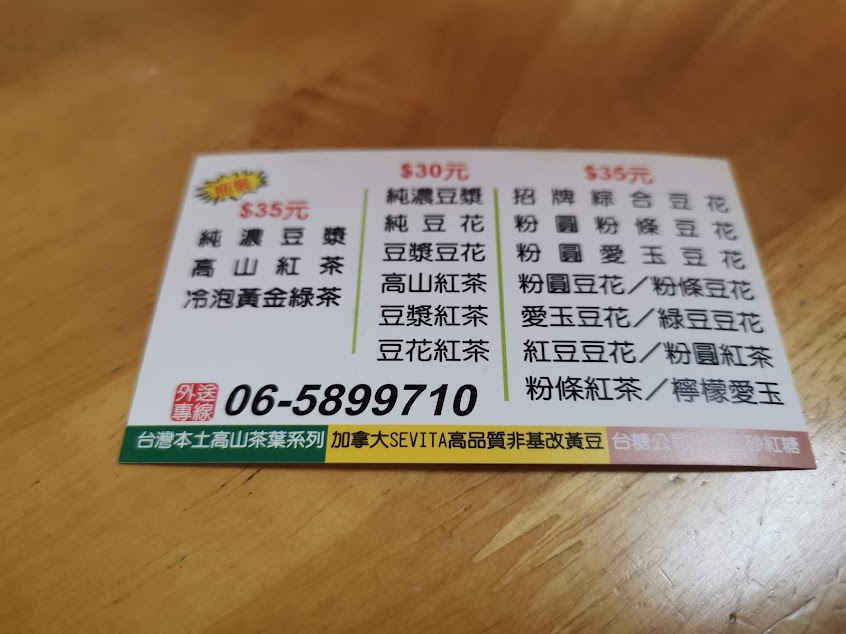 瓶裝
$35元
純濃豆漿
高山紅茶
冷泡黃金綠茶
$30元
純濃豆漿
純豆花
豆漿豆花
高山紅茶
豆漿紅茶
豆花紅茶
$35元
招牌綜合豆花
粉圓粉條豆花
粉圓愛玉豆花
粉圓豆花／粉條豆花
愛玉豆花／綠豆豆花
紅豆豆花／粉圓紅茶
粉條紅茶／檸檬愛玉
外送
專線
06-5899710
台灣本土高山茶葉系列
加拿大SEVITA高品質非基改黃豆
台糖公司 砂紅糖